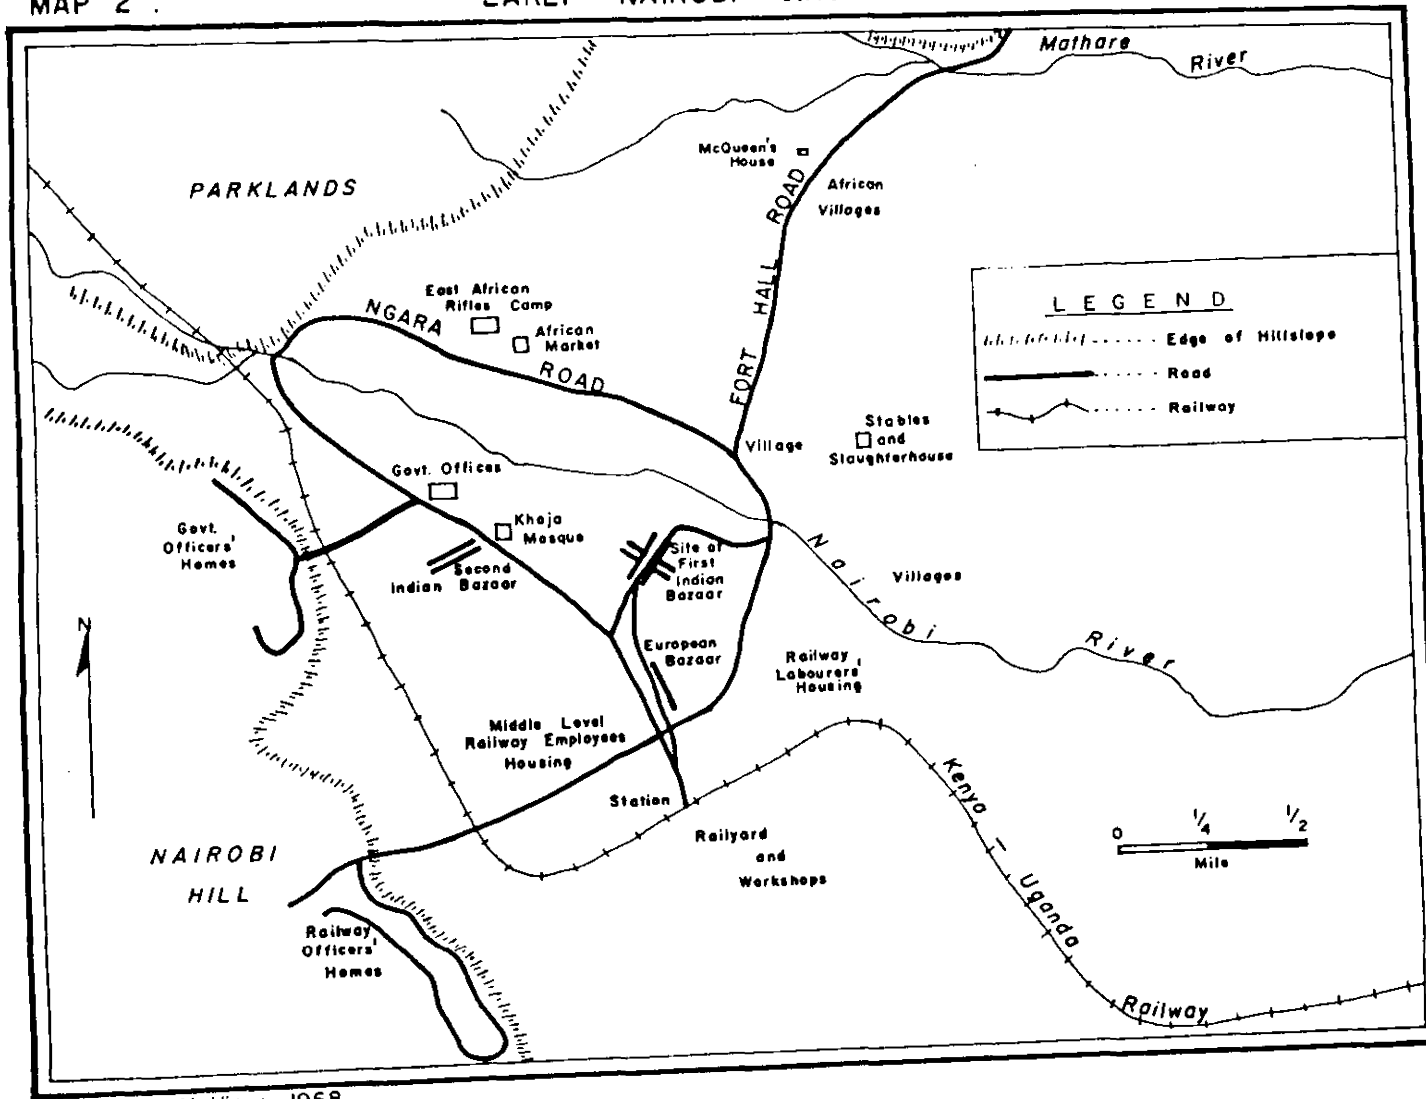 MAP 2 .
EARLY NAIROBI
Mathare
River
McQueen's
House
PARKLANDS
African
Villages
FORT HALL ROAD
East African
Rifles Camp
NGARA
ROAD
African
Market
LEGEND
Edge of Hillslope
Road
Railway
Stables
and
Slaughterhouse
Village
Govt. Offices
Khoja
Mosque
Govt.
Officers'
Homes
Second
Indian Bazaar
Site of
First
Indian
Bazaar
Villages
Nairobi
River
N
European
Bazaar
Railway
Labourers'
Housing
Middle Level
Railway Employees
Housing
Station
Kenya – Uganda
Railway
Railyard
and
Workshops
0 1/4 1/2
Mile
NAIROBI
HILL
Railway
Officers'
Homes
1968